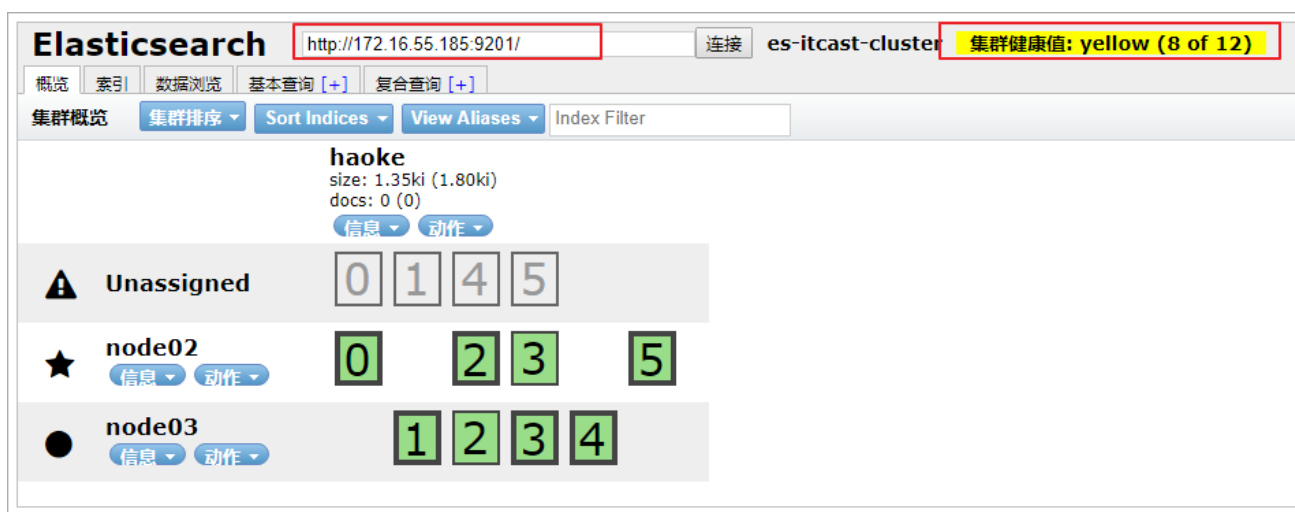 Elasticsearch http://172.16.55.185:9201/ 连接 es-itcast-cluster 集群健康值: yellow (8 of 12)
概览 索引 数据浏览 基本查询 [+] 复合查询 [+]
集群概览 集群排序 Sort Indices View Aliases Index Filter
haoke
size: 1.35ki (1.80ki)
docs: 0 (0)
信息 动作
Unassigned 0 1 4 5
node02 0 2 3 5
信息 动作
node03 1 2 3 4
信息 动作